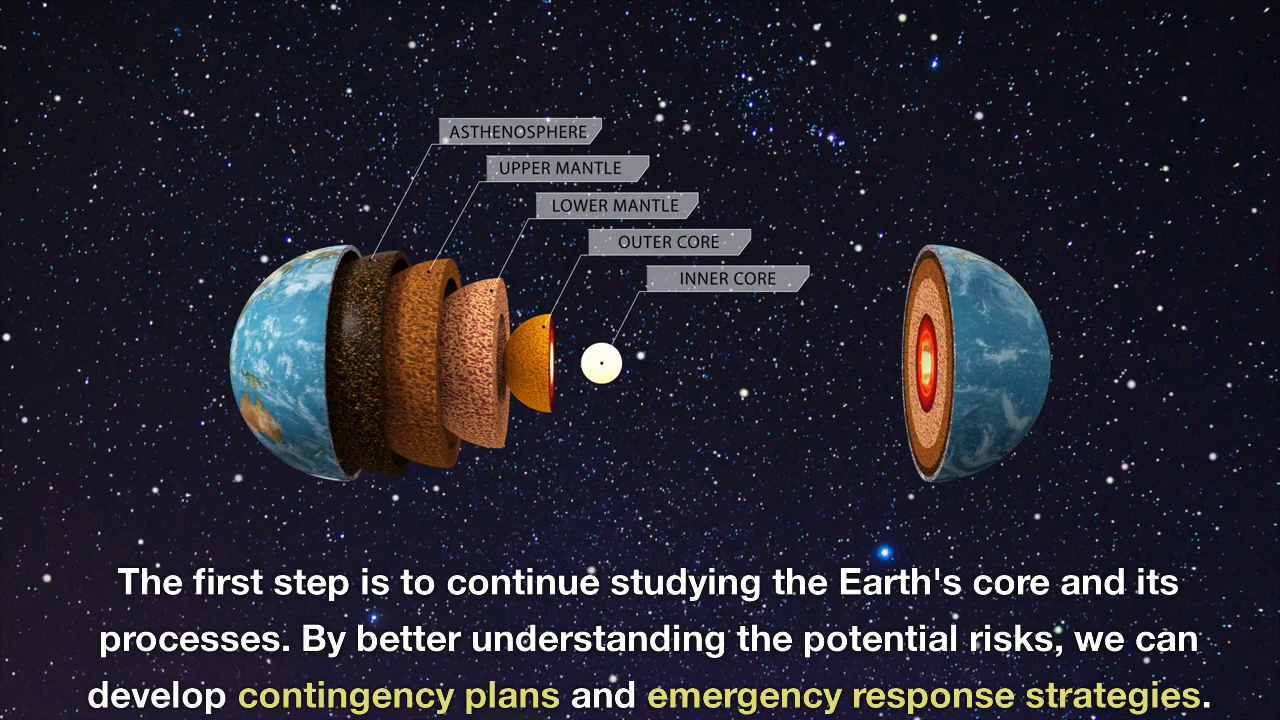 ASTHENOSPHERE
UPPER MANTLE
LOWER MANTLE
OUTER CORE
INNER CORE
The first step is to continue studying the Earth's core and its
processes. By better understanding the potential risks, we can
develop contingency plans and emergency response strategies.